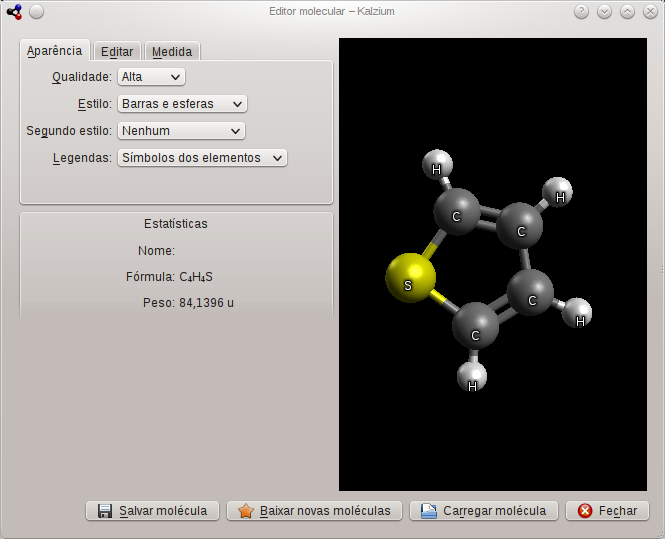 Editor molecular – Kalzium
Aparência Editar Medida
Qualidade: Alta
Estilo: Barras e esferas
Segundo estilo: Nenhum
Legendas: Símbolos dos elementos
Estatísticas
Nome:
Fórmula: C₄H₄S
Peso: 84,1396 u
H
H
C
C
S
C
H
C
H
Salvar molécula Baixar novas moléculas Carregar molécula Fechar